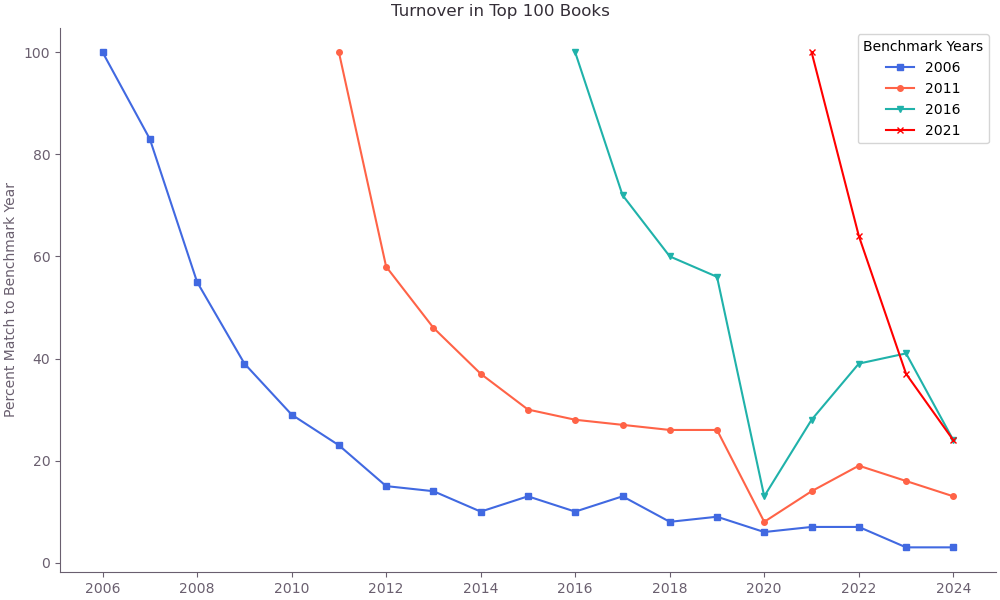 Turnover in Top 100 Books
Percent Match to Benchmark Year
100
80
60
40
20
0
Benchmark Years
2006
2011
2016
2021
2006 2008 2010 2012 2014 2016 2018 2020 2022 2024